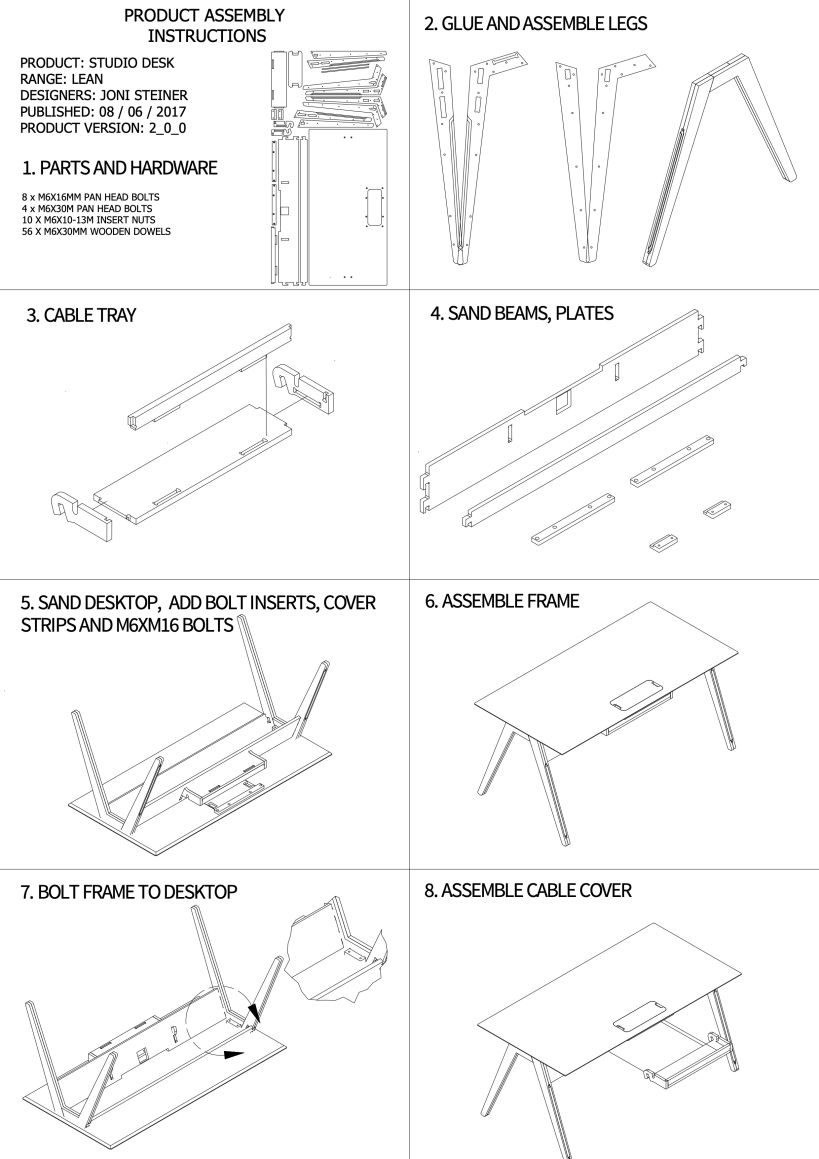 PRODUCT ASSEMBLY
INSTRUCTIONS
PRODUCT: STUDIO DESK
RANGE: LEAN
DESIGNERS: JONI STEINER
PUBLISHED: 08 / 06 / 2017
PRODUCT VERSION: 2_0_0
1. PARTS AND HARDWARE
8 x M6X16MM PAN HEAD BOLTS
4 x M6X30M PAN HEAD BOLTS
10 X M6X10-13M INSERT NUTS
56 X M6X30MM WOODEN DOWELS
2. GLUE AND ASSEMBLE LEGS
3. CABLE TRAY
4. SAND BEAMS, PLATES
5. SAND DESKTOP, ADD BOLT INSERTS, COVER
STRIPS AND M6XM16 BOLTS
6. ASSEMBLE FRAME
7. BOLT FRAME TO DESKTOP
8. ASSEMBLE CABLE COVER